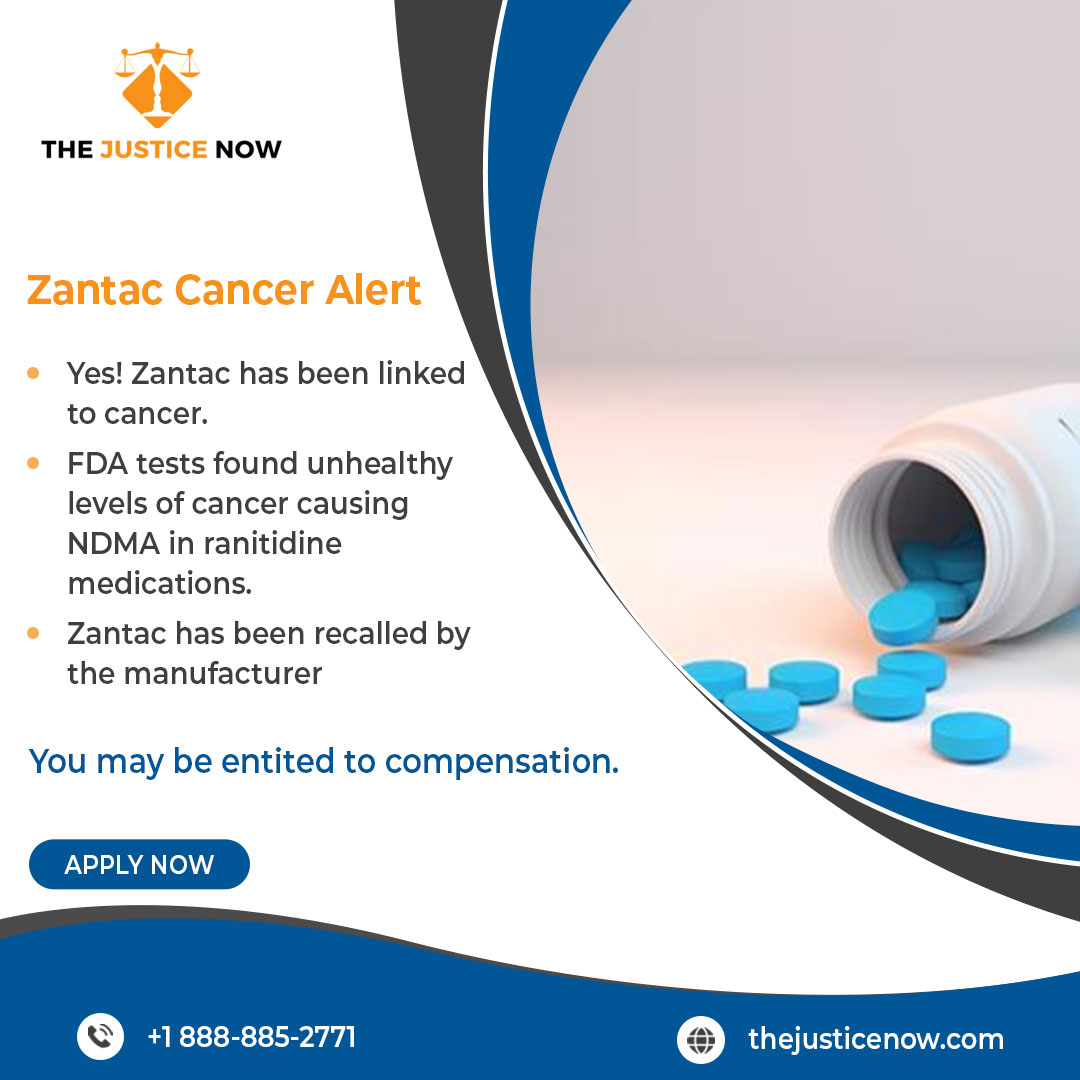 THE JUSTICE NOW
Zantac Cancer Alert
Yes! Zantac has been linked
to cancer.
FDA tests found unhealthy
levels of cancer causing
NDMA in ranitidine
medications.
Zantac has been recalled by
the manufacturer
You may be entited to compensation.
APPLY NOW
+1 888-885-2771
thejusticenow.com